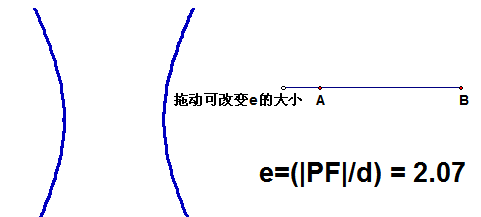 拖动可改变e的大小
A
B
e=(|PF|/d) = 2.07